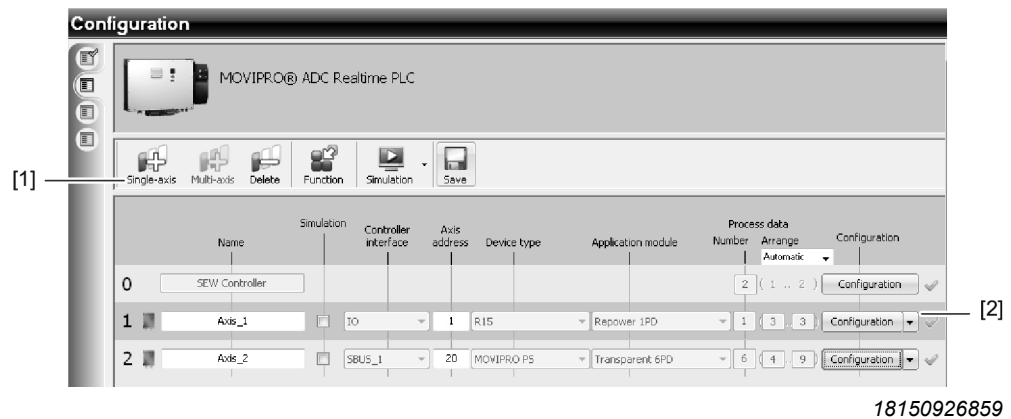 Configuration
MOVIPRO® ADC Realtime PLC
[1]
Single-axis Multi-axis Delete Function Simulation Save
Simulation Process data
Name Controller interface Axis address Device type Application module Number Arrange Configuration
Automatic
0 SEW Controller 2 ( 1 .. 2 ) Configuration
[2]
1 Axis_1 IO 1 R15 Repower 1PD 1 ( 3 .. 3 ) Configuration
2 Axis_2 SBUS_1 20 MOVIPRO PS Transparent 6PD 6 ( 4 .. 9 ) Configuration
18150926859